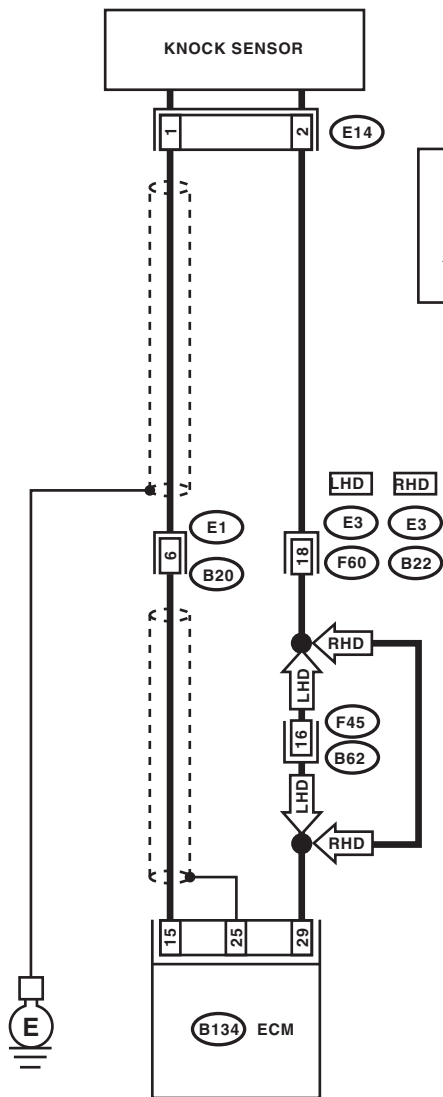 KNOCK SENSOR
1 2 E14
LHD RHD
E1 E3 E3
6 18
B20 F60 B22
RHD
LHD
16 F45
B62
LHD
RHD
15 25 29
E
B134 ECM